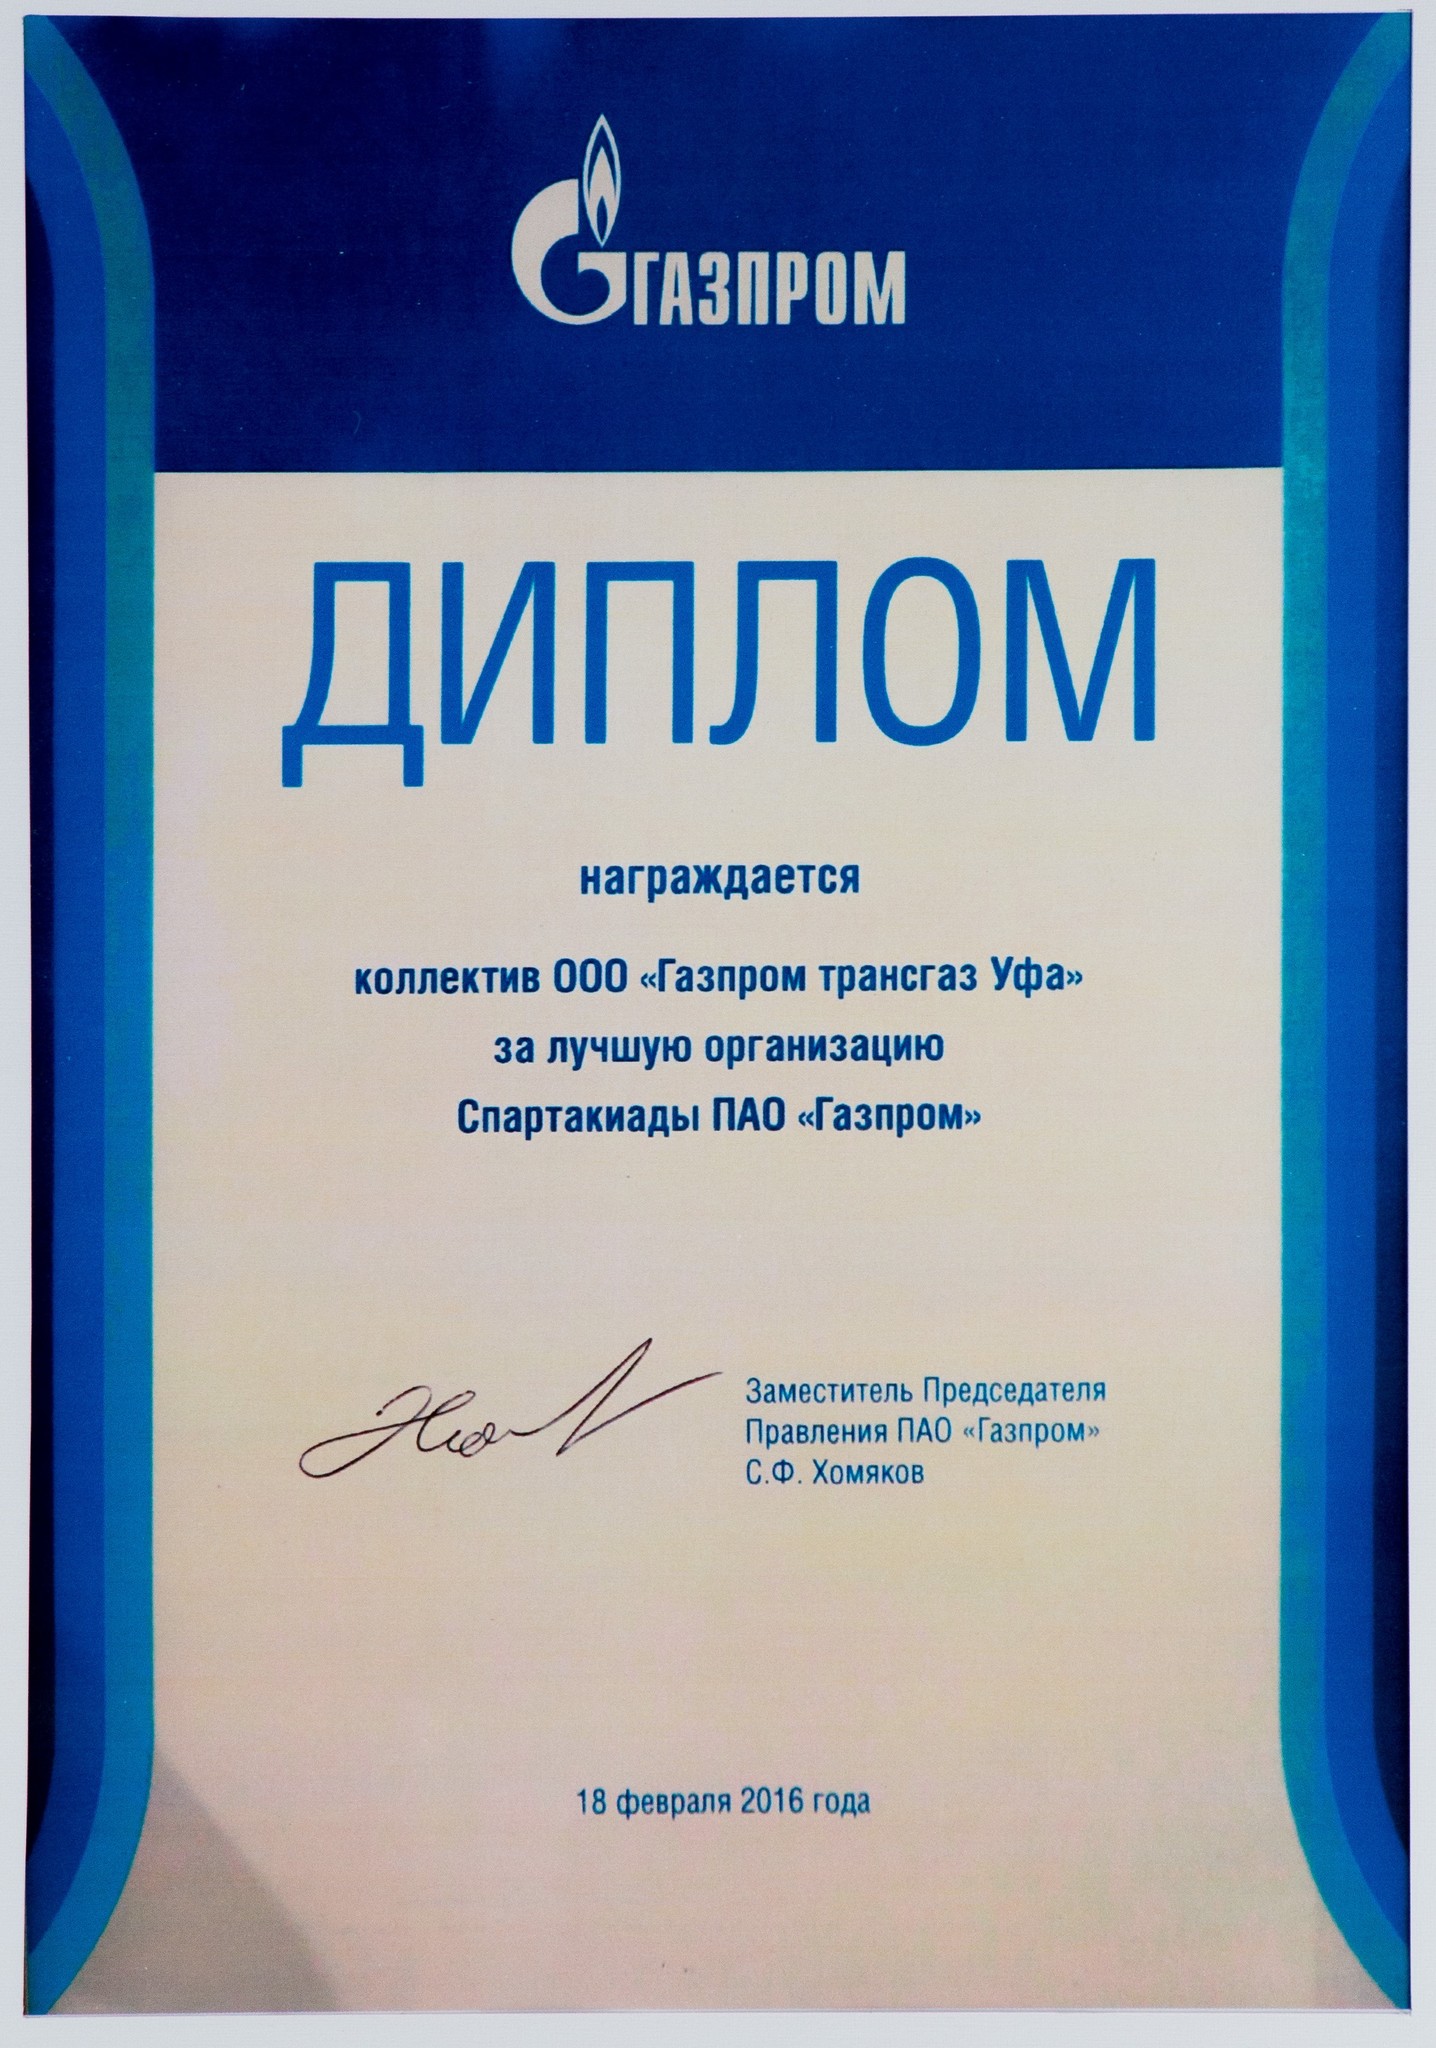 ГАЗПРОМ
ДИПЛОМ
награждается
коллектив ООО «Газпром трансгаз Уфа»
за лучшую организацию
Спартакиады ПАО «Газпром»
Заместитель Председателя
Правления ПАО «Газпром»
С.Ф. Хомяков
18 февраля 2016 года